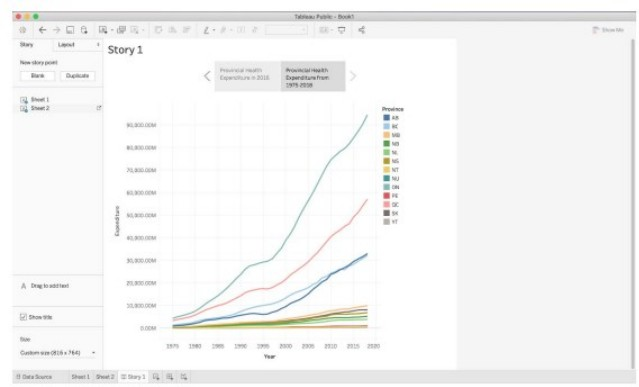 Tableau Public - Book1
Show Me
Story
Layout
Story 1
New story point
Blank
Duplicate
Provincial Health
Expenditure in 2018
Provincial Health
Expenditure from
1975-2018
Sheet 1
Sheet 2
Province
AB
BC
MB
NB
NL
NS
NT
NU
ON
PE
QC
SK
YT
90,000.00M
80,000.00M
70,000.00M
60,000.00M
50,000.00M
40,000.00M
30,000.00M
20,000.00M
10,000.00M
0.00M
Expenditure
1975 1980 1985 1990 1995 2000 2005 2010 2015 2020
Year
A Drag to add text
Show title
Size
Custom size (816 x 764)
Data Source
Sheet 1
Sheet 2
Story 1